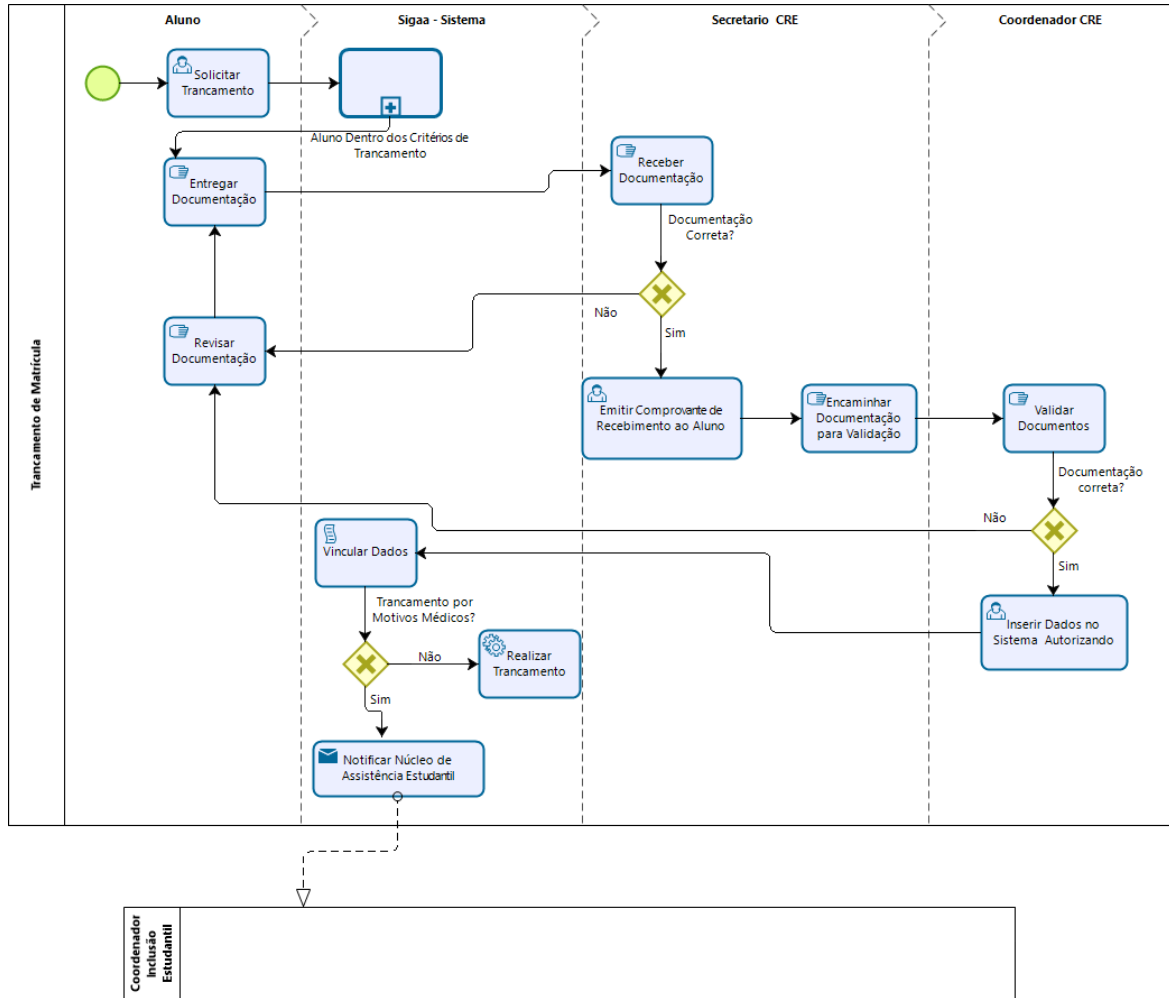 Aluno
Sigaa - Sistema
Secretario CRE
Coordenador CRE
Trancamento de Matrícula
Solicitar
Trancamento
Aluno Dentro dos Critérios de
Trancamento
Entregar
Documentação
Receber
Documentação
Documentação
Correta?
Não
Sim
Revisar
Documentação
Emitir Comprovante de
Recebimento ao Aluno
Encaminhar
Documentação
para Validação
Validar
Documentos
Documentação
correta?
Não
Sim
Vincular Dados
Inserir Dados no
Sistema Autorizando
Trancamento por
Motivos Médicos?
Não
Realizar
Trancamento
Sim
Notificar Núcleo de
Assistência Estudantil
Coordenador
Inclusão
Estudantil